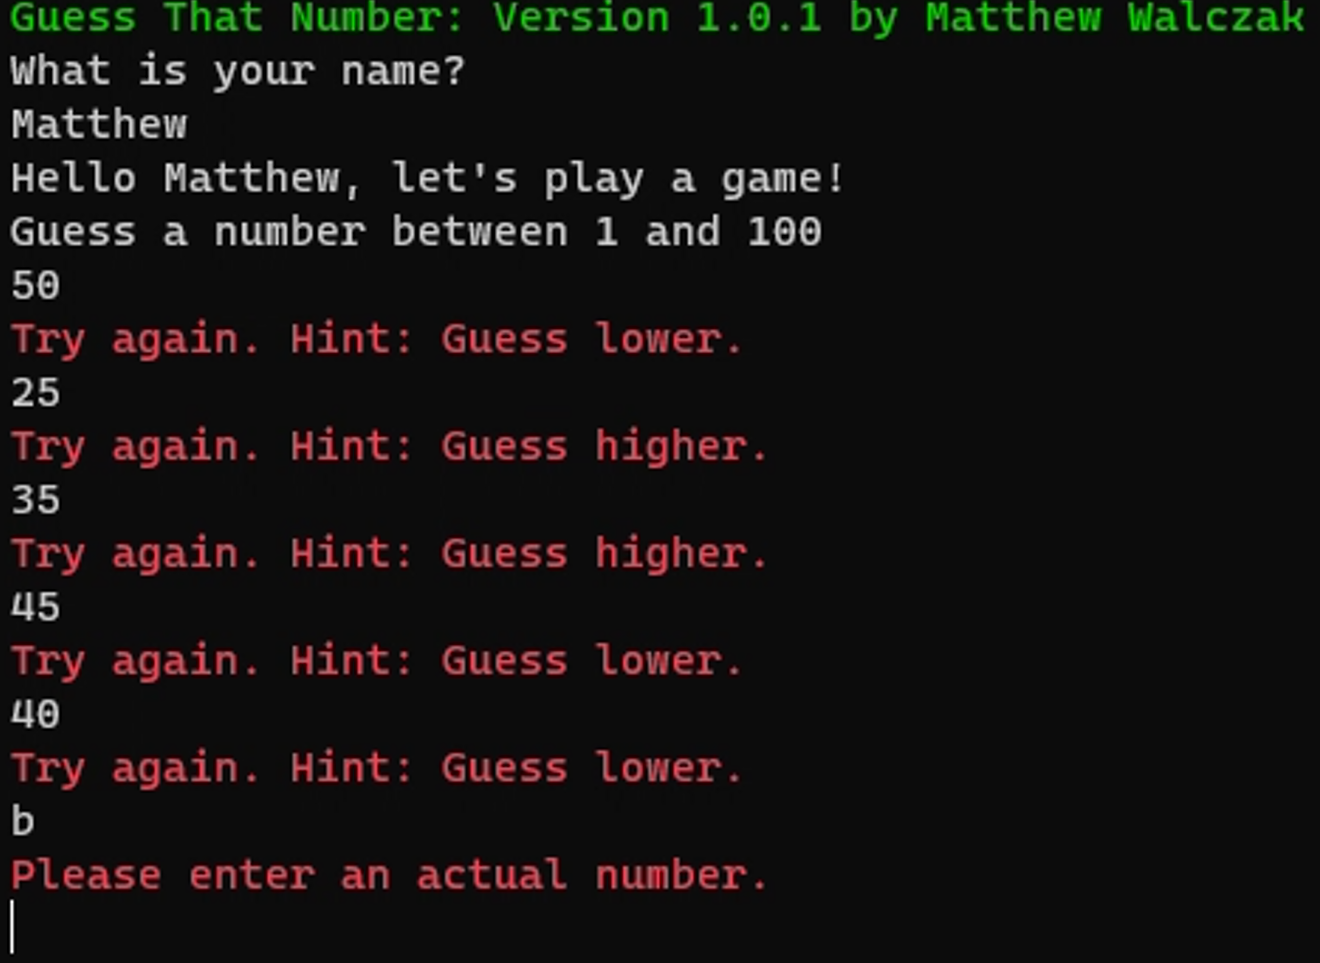 Guess That Number: Version 1.0.1 by Matthew Walczak
What is your name?
Matthew
Hello Matthew, let's play a game!
Guess a number between 1 and 100
50
Try again. Hint: Guess lower.
25
Try again. Hint: Guess higher.
35
Try again. Hint: Guess higher.
45
Try again. Hint: Guess lower.
40
Try again. Hint: Guess lower.
b
Please enter an actual number.